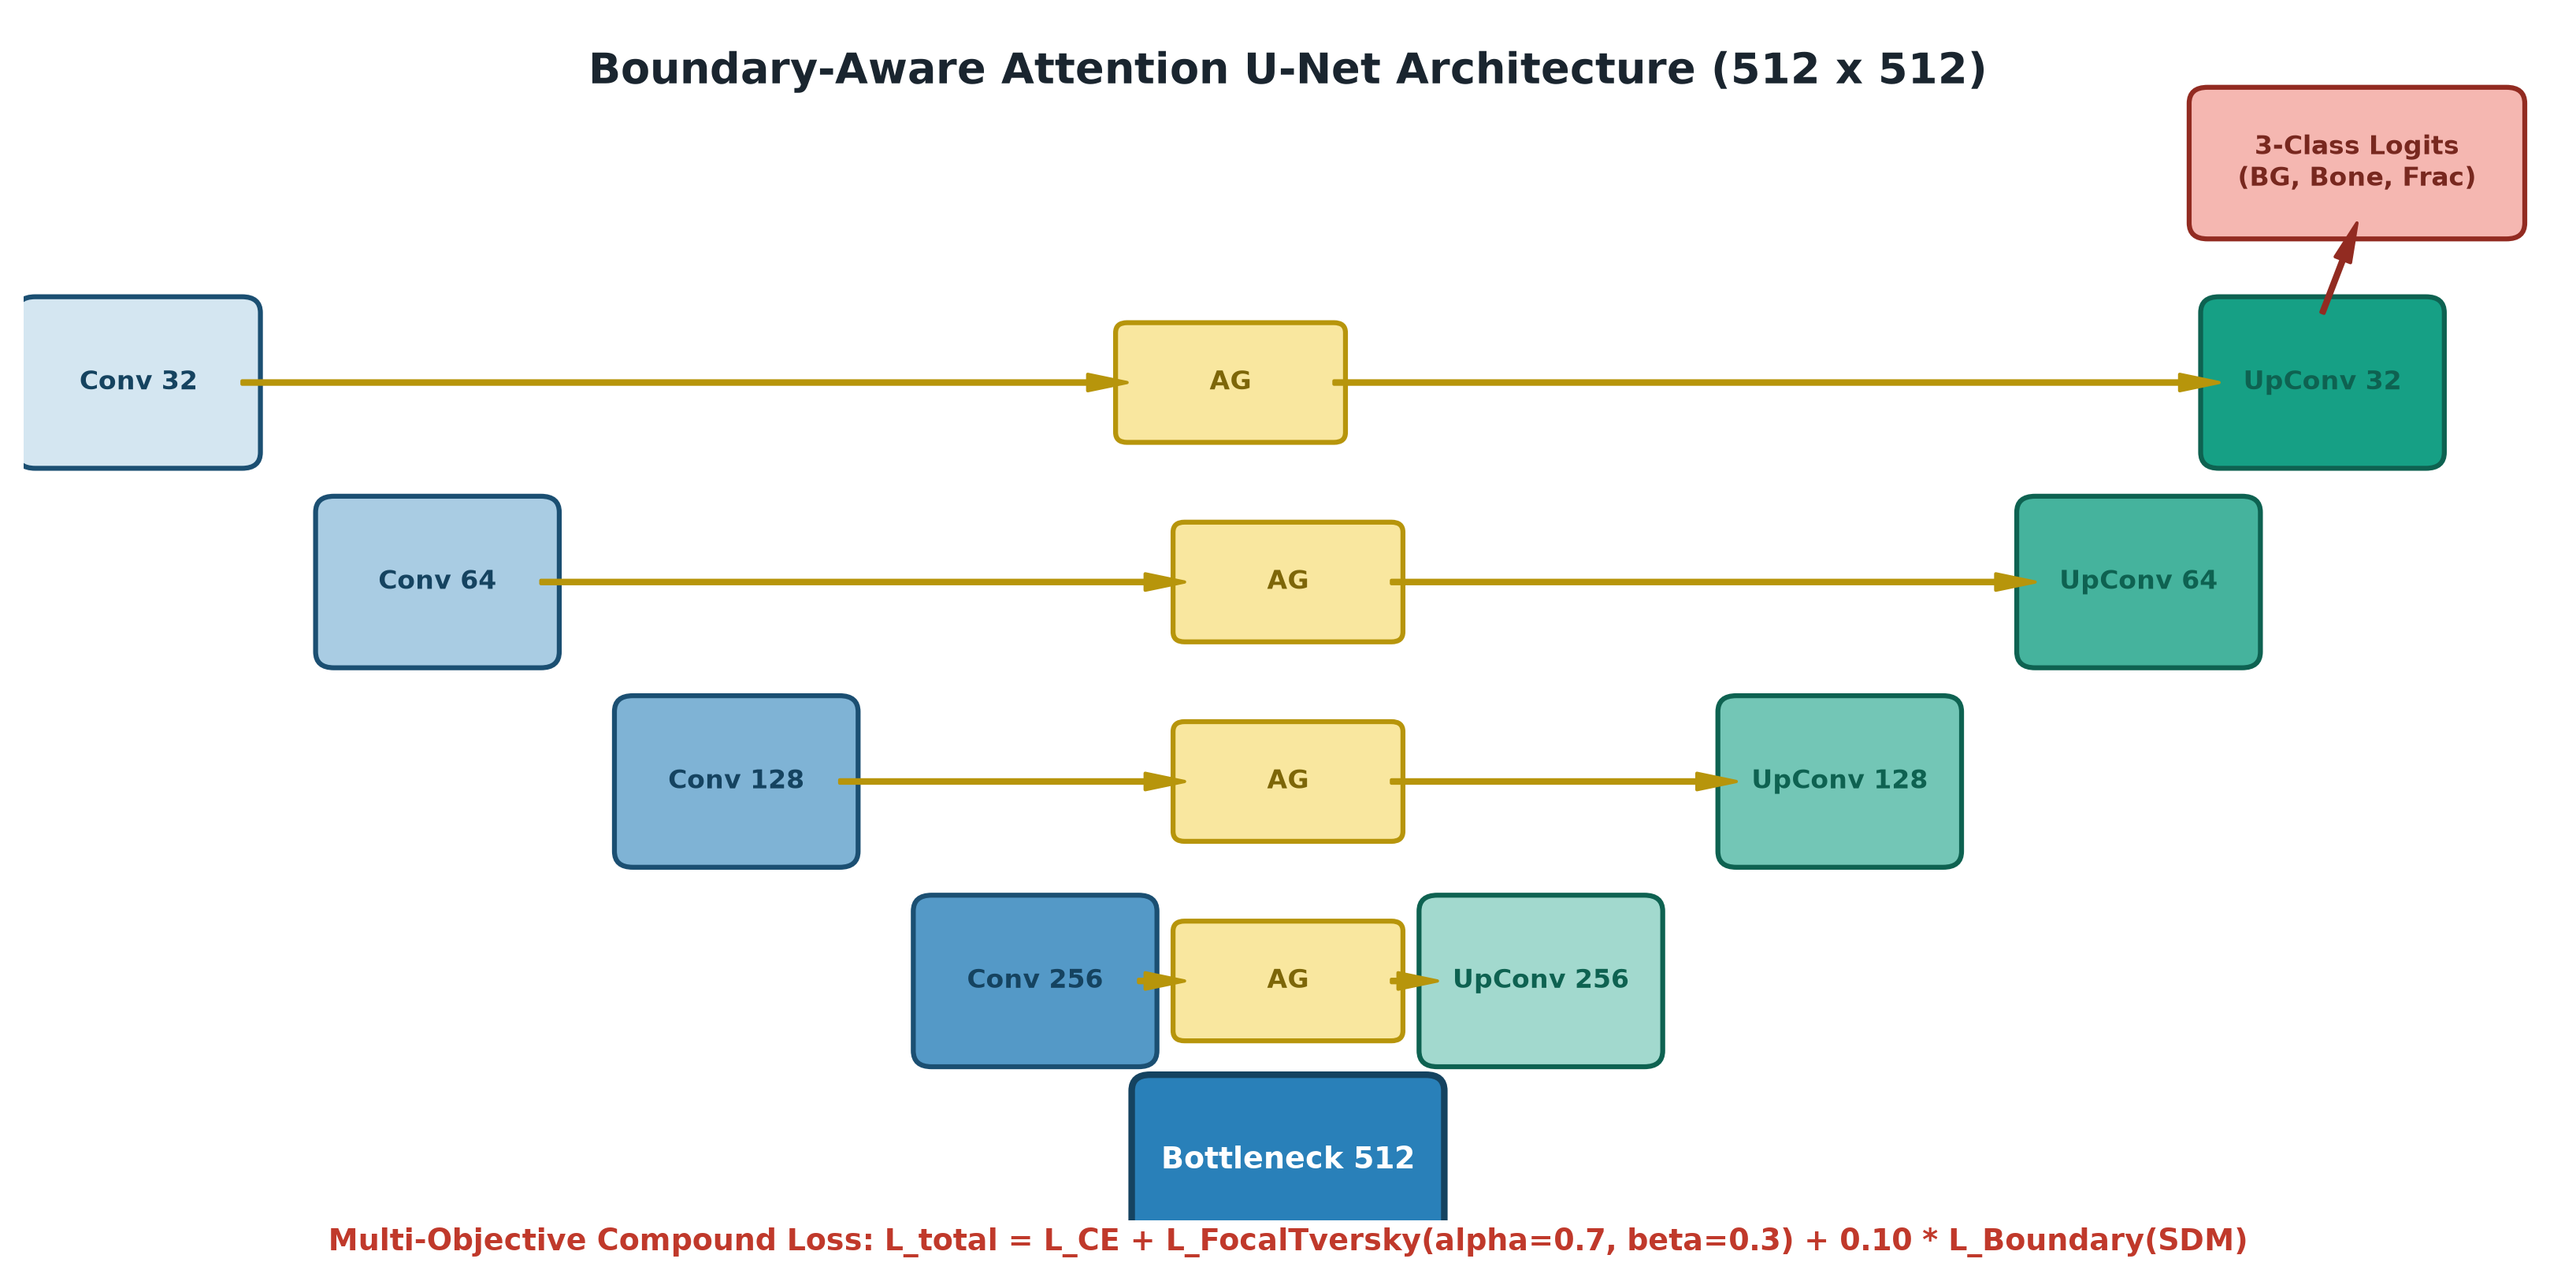 Boundary-Aware Attention U-Net Architecture (512 x 512)
3-Class Logits
(BG, Bone, Frac)
Conv 32
AG
UpConv 32
Conv 64
AG
UpConv 64
Conv 128
AG
UpConv 128
Conv 256
AG
UpConv 256
Bottleneck 512
Multi-Objective Compound Loss: L_total = L_CE + L_FocalTversky(alpha=0.7, beta=0.3) + 0.10 * L_Boundary(SDM)